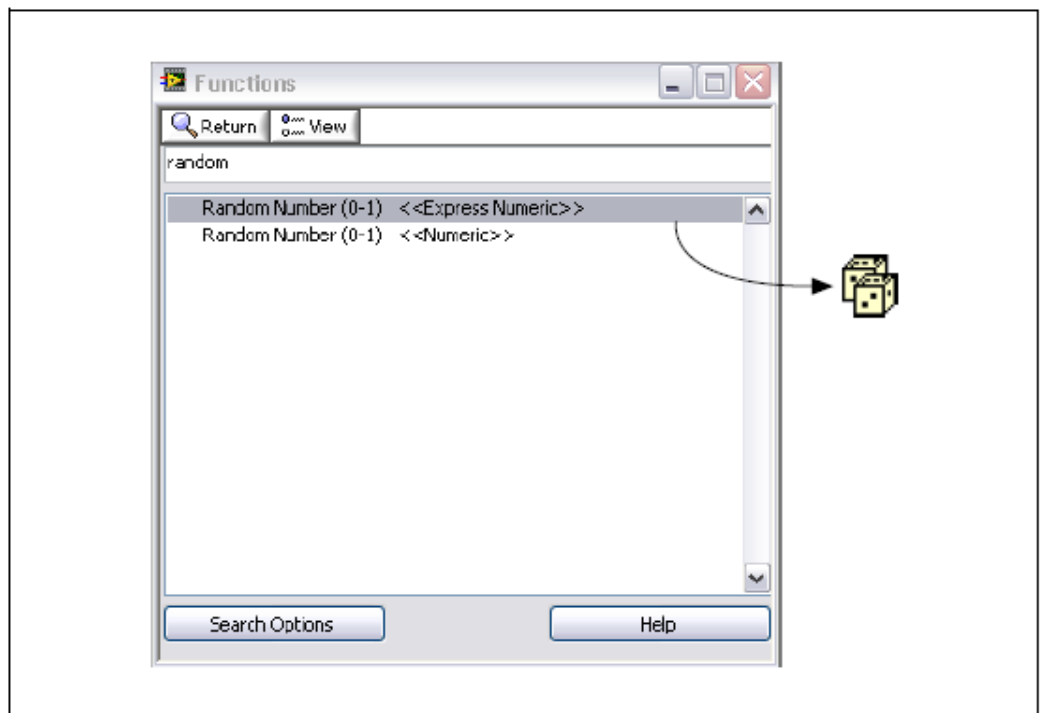 Functions
Return View
random
Random Number (0-1) <<Express Numeric>>
Random Number (0-1) <<Numeric>>
Search Options Help